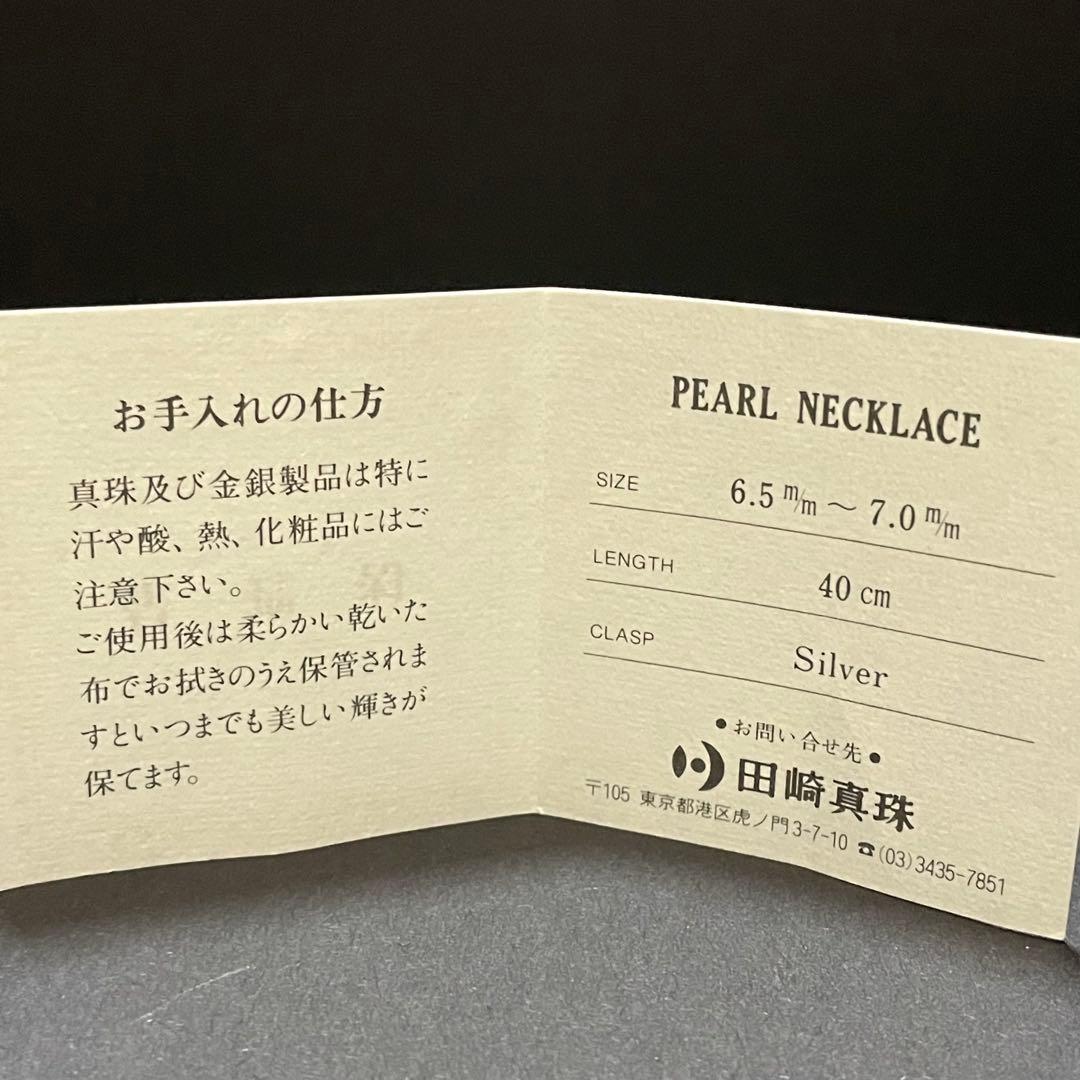 お手入れの仕方
真珠及び金銀製品は特に
汗や酸、熱、化粧品にはご
注意下さい。
ご使用後は柔らかい乾いた
布でお拭きのうえ保管されま
すといつまでも美しい輝きが
保てます。
PEARL NECKLACE
SIZE 6.5 m/m ～ 7.0 m/m
LENGTH 40 cm
CLASP Silver
●お問い合せ先●
田崎真珠
〒105 東京都港区虎ノ門3-7-10 ☎(03)3435-7851